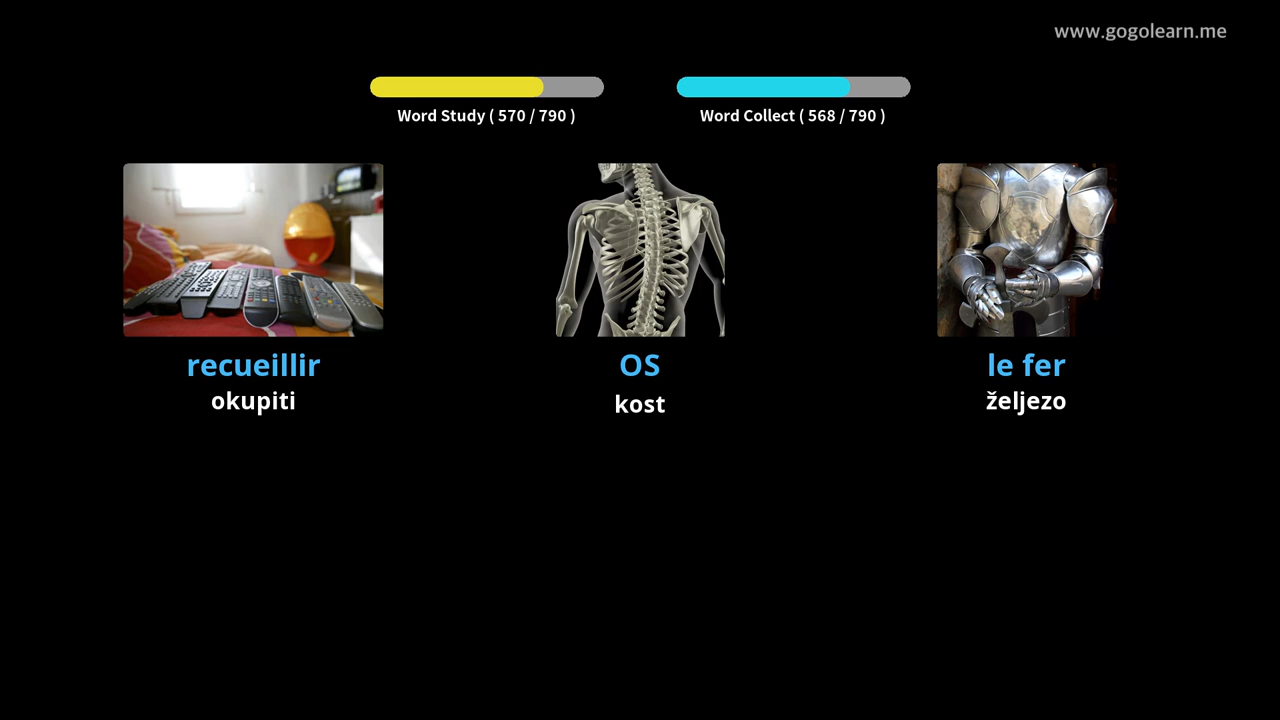 www.gogolearn.me
Word Study ( 570 / 790 )
Word Collect ( 568 / 790 )
recueillir
okupiti
OS
kost
le fer
željezo